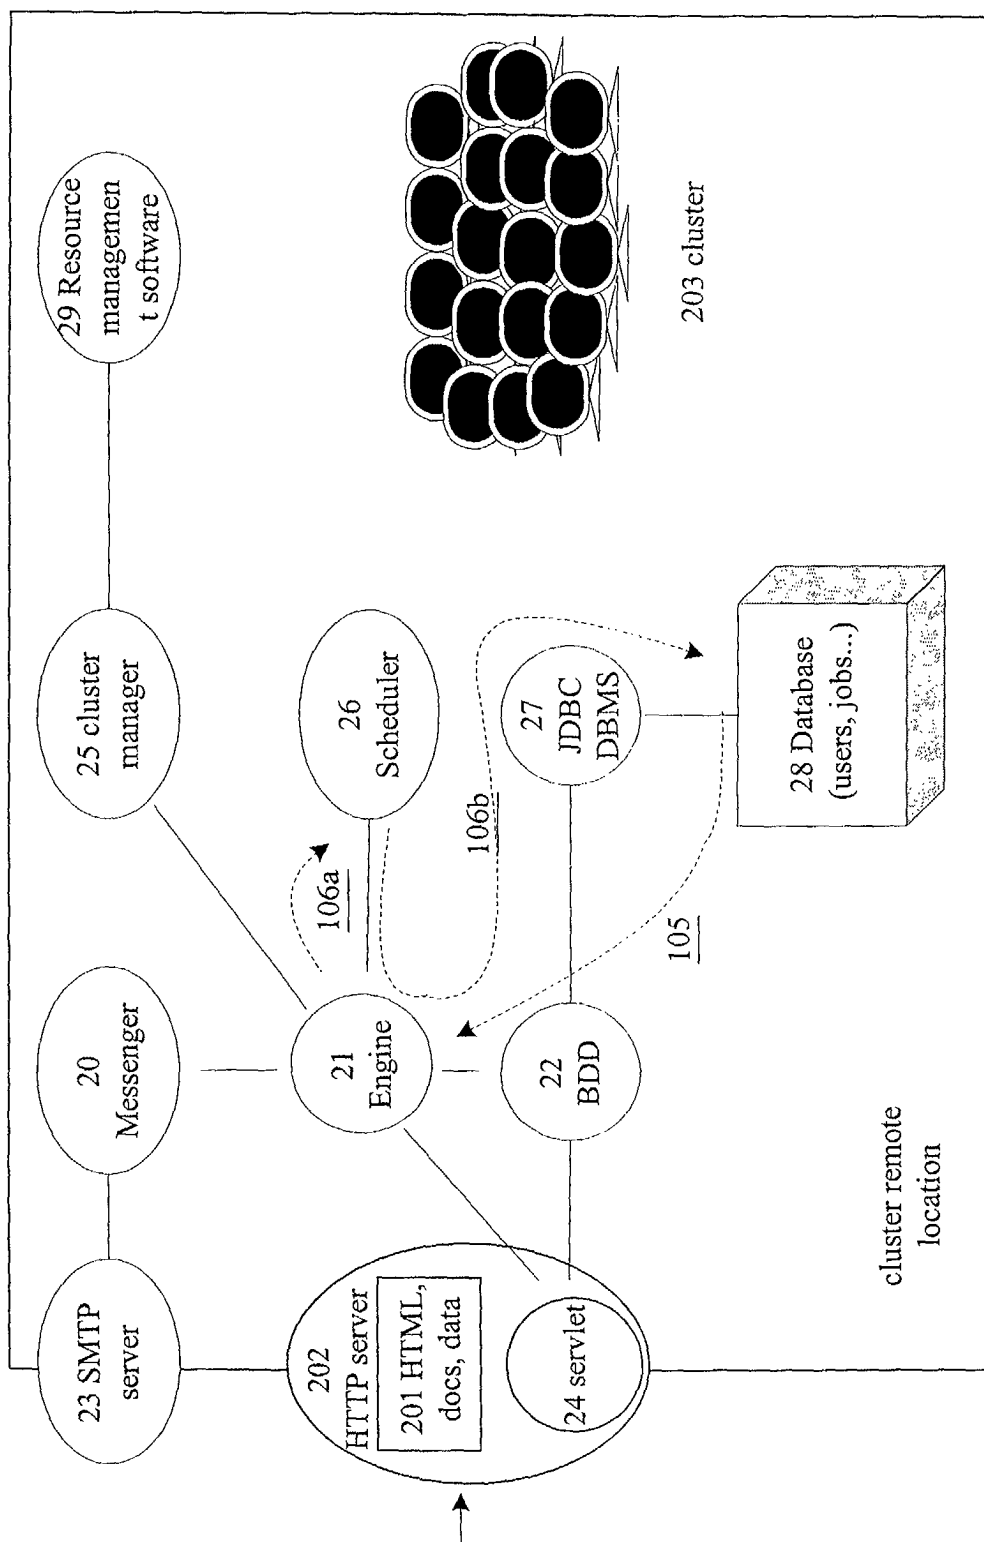 23 SMTP
server
20
Messenger
25 cluster
manager
29 Resource
managemen
t software
202
HTTP server
201 HTML,
docs, data
24 servlet
21
Engine
106a
26
Scheduler
106b
22
BDD
27
JDBC
DBMS
105
28 Database
(users, jobs...)
203 cluster
cluster remote
location